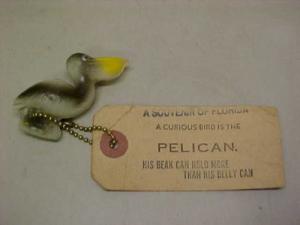 A SOUVENIR OF FLORIDA
A CURIOUS BIRD IS THE
PELICAN.
HIS BEAK CAN HOLD MORE
THAN HIS BELLY CAN